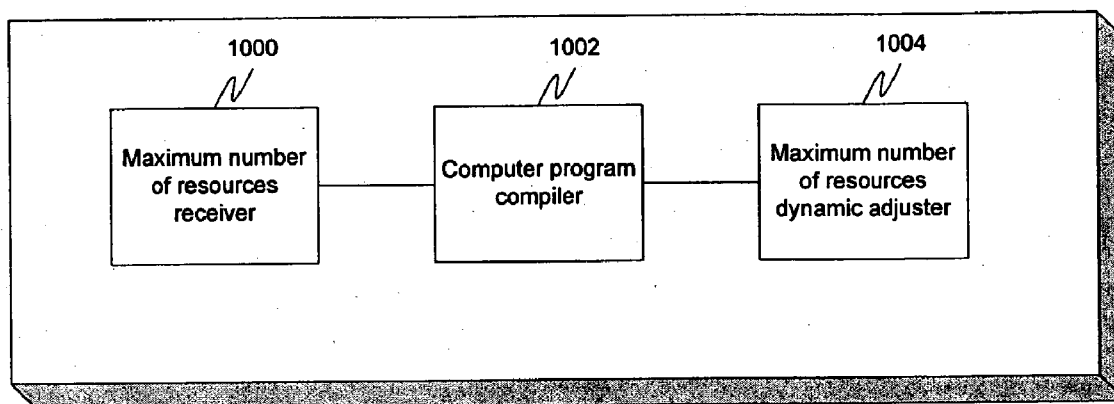 1000
1002
1004
Maximum number
of resources
receiver
Computer program
compiler
Maximum number
of resources
dynamic adjuster